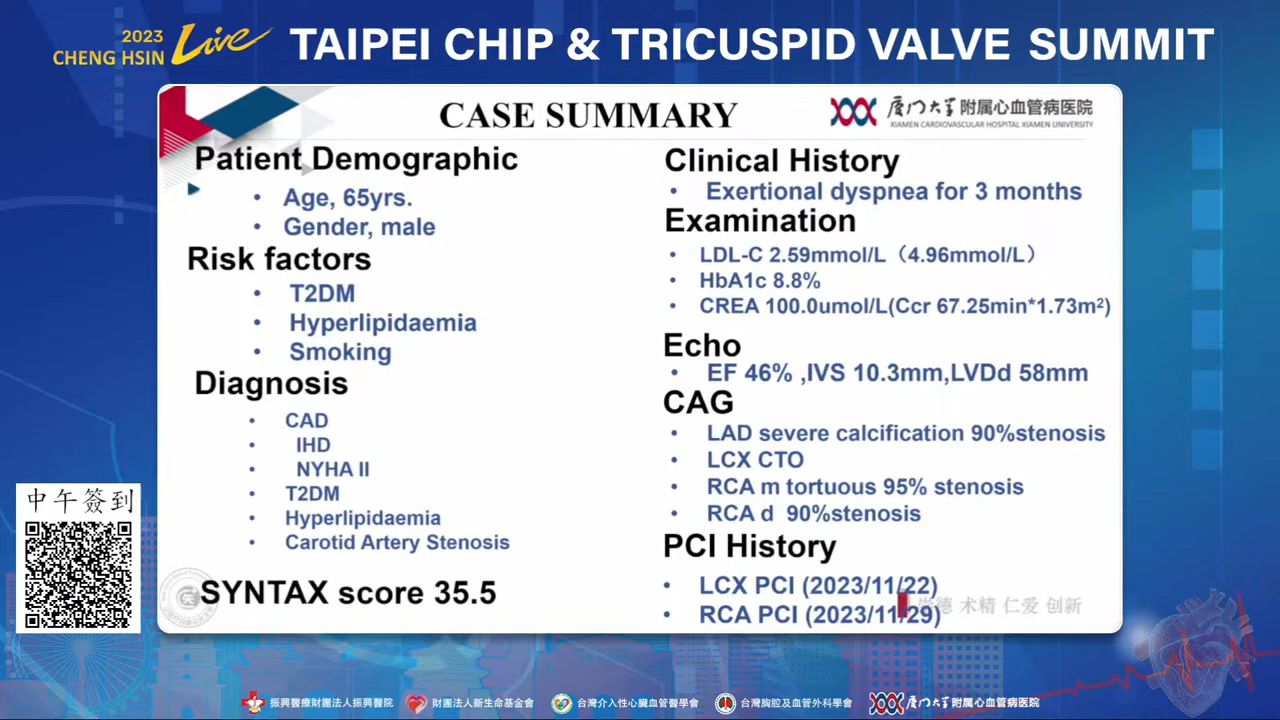 2023
CHENG HSIN Live
TAIPEI CHIP & TRICUSPID VALVE SUMMIT
CASE SUMMARY
厦门大学附属心血管病医院
XIAMEN CARDIOVASCULAR HOSPITAL XIAMEN UNIVERSITY
Patient Demographic
• Age, 65yrs.
• Gender, male
Risk factors
• T2DM
• Hyperlipidaemia
• Smoking
Diagnosis
• CAD
• IHD
• NYHA II
• T2DM
• Hyperlipidaemia
• Carotid Artery Stenosis
SYNTAX score 35.5
Clinical History
• Exertional dyspnea for 3 months
Examination
• LDL-C 2.59mmol/L（4.96mmol/L）
• HbA1c 8.8%
• CREA 100.0umol/L(Ccr 67.25min*1.73m²)
Echo
• EF 46% ,IVS 10.3mm,LVDd 58mm
CAG
• LAD severe calcification 90%stenosis
• LCX CTO
• RCA m tortuous 95% stenosis
• RCA d 90%stenosis
PCI History
• LCX PCI (2023/11/22)
• RCA PCI (2023/11/29)
德 术精 仁爱 创新
中午簽到
振興醫療財團法人振興醫院
財團法人新生命基金會
台灣介入性心臟血管醫學會
台灣胸腔及血管外科學會
厦门大学附属心血管病医院